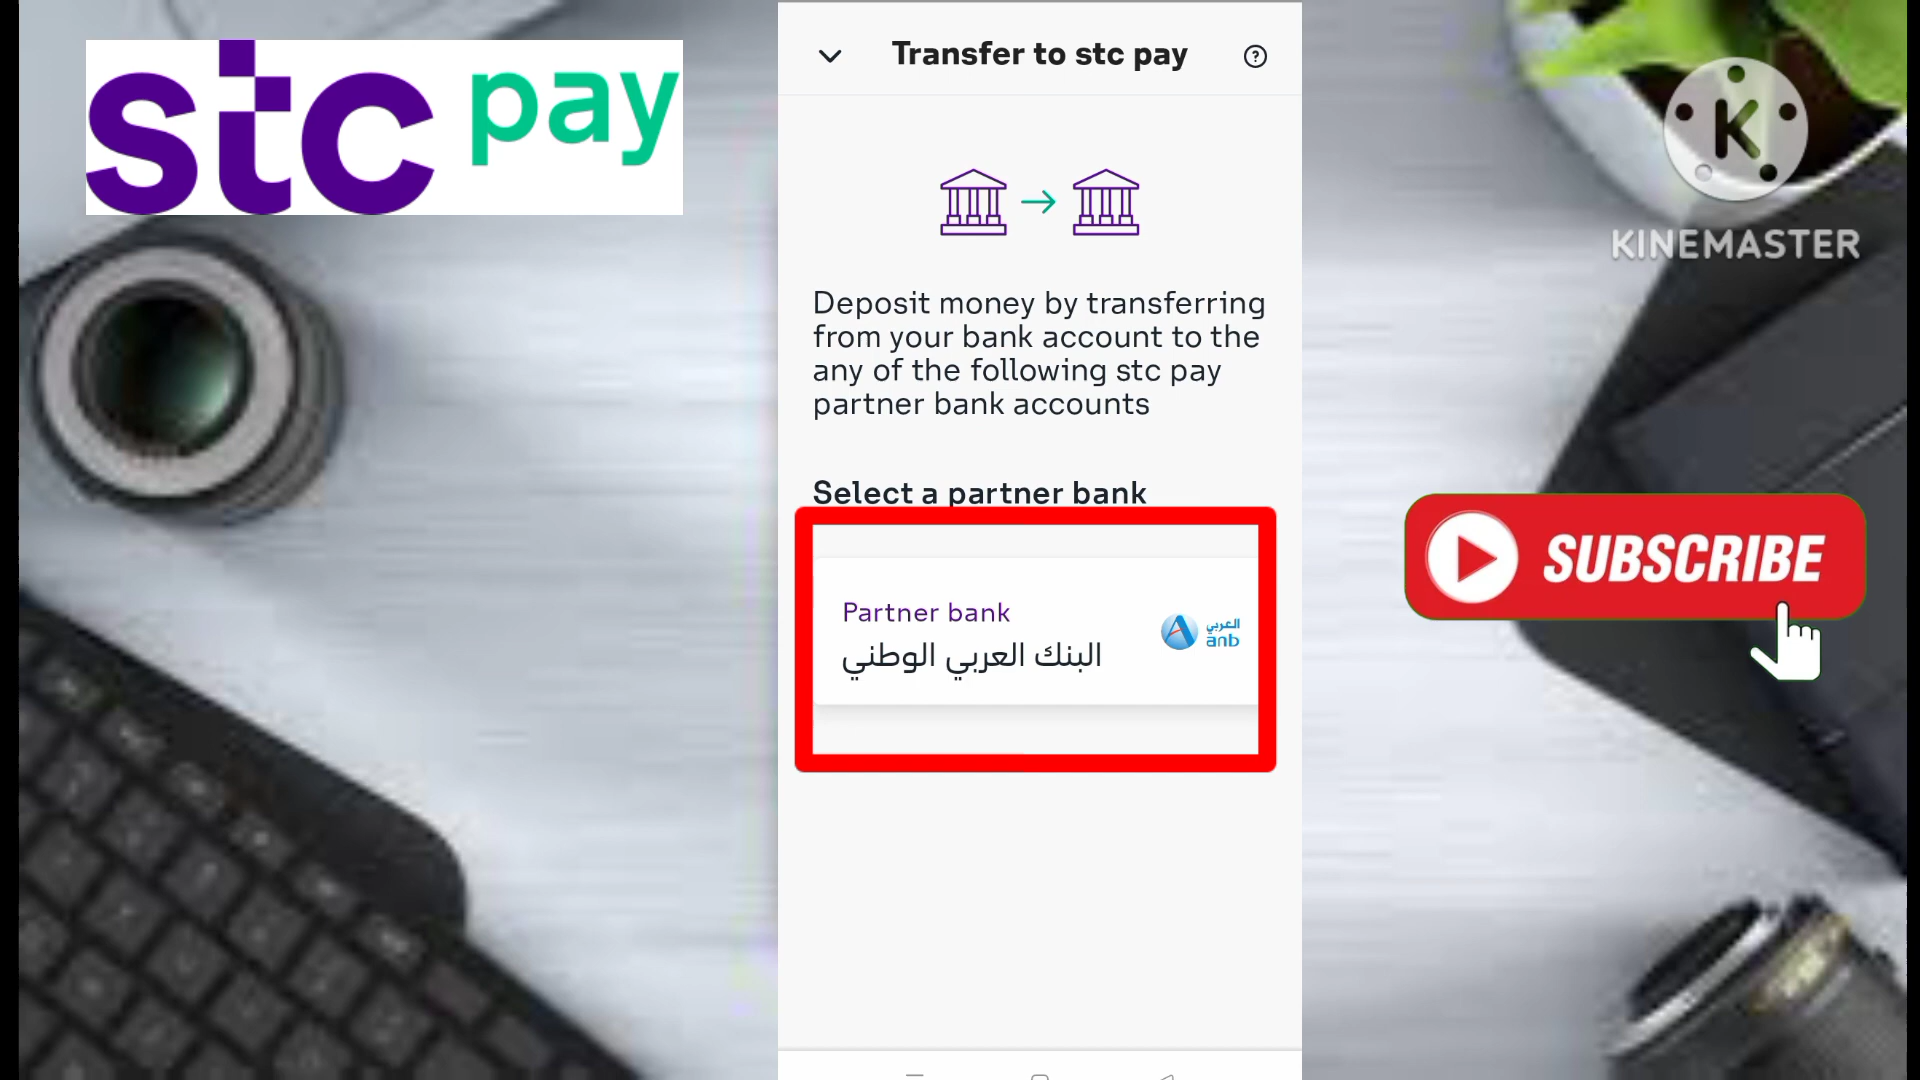 stc pay
Transfer to stc pay
?
Deposit money by transferring
from your bank account to the
any of the following stc pay
partner bank accounts
Select a partner bank
Partner bank
البنك العربي الوطني
العربي
anb
K
KINEMASTER
SUBSCRIBE